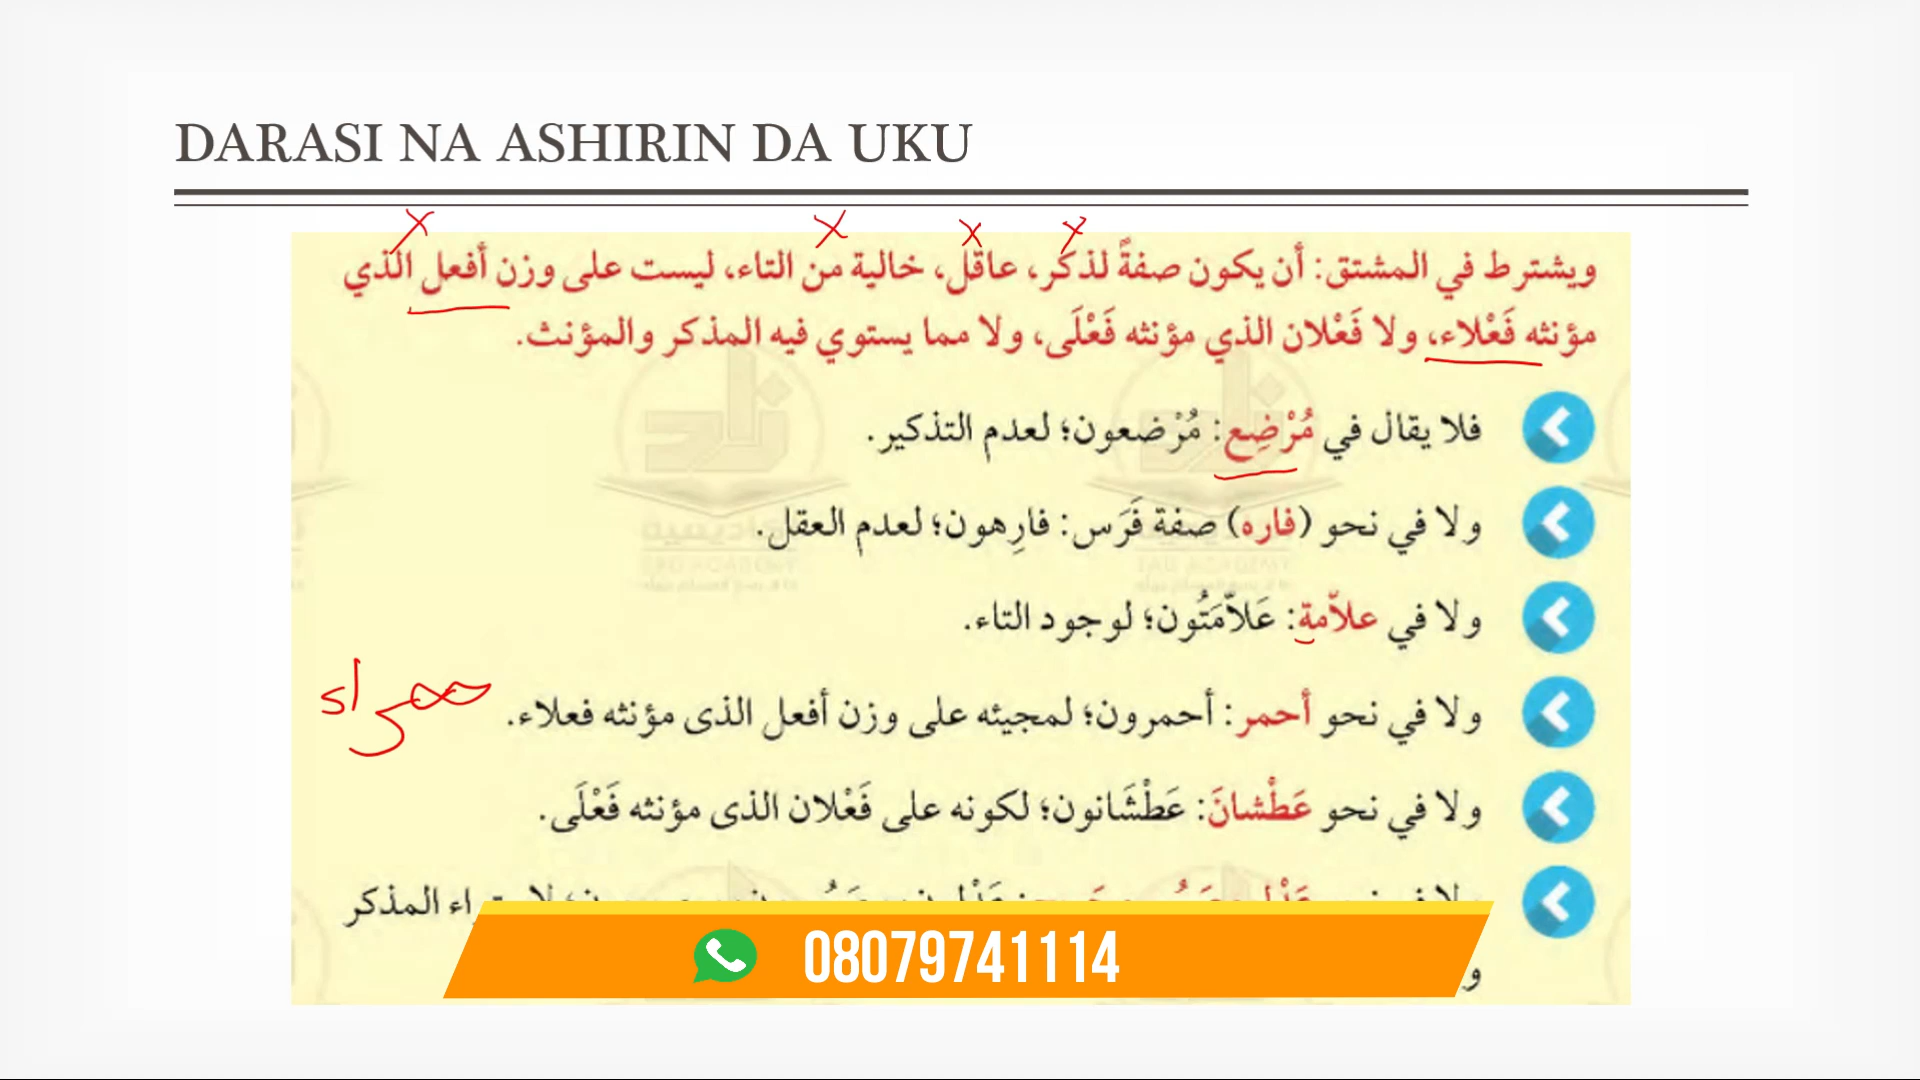 DARASI NA ASHIRIN DA UKU
ويشترط في المشتق: أن يكون صفةً لذكر، عاقل، خالية من التاء، ليست على وزن أفعل الذي
مؤنثه فَعْلاء، ولا فَعْلان الذي مؤنثه فَعْلَى، ولا مما يستوي فيه المذكر والمؤنث.
فلا يقال في مُرْضِع: مُرْضعون؛ لعدم التذكير.
ولا في نحو (فاره) صفة فَرَس: فارِهون؛ لعدم العقل.
ولا في علاّمة: عَلاَّمَتُون؛ لوجود التاء.
ولا في نحو أحمر: أحمرون؛ لمجيئه على وزن أفعل الذى مؤنثه فعلاء.
حمراء
ولا في نحو عَطْشانَ: عَطْشَانون؛ لكونه على فَعْلان الذى مؤنثه فَعْلَى.
المذكر
08079741114